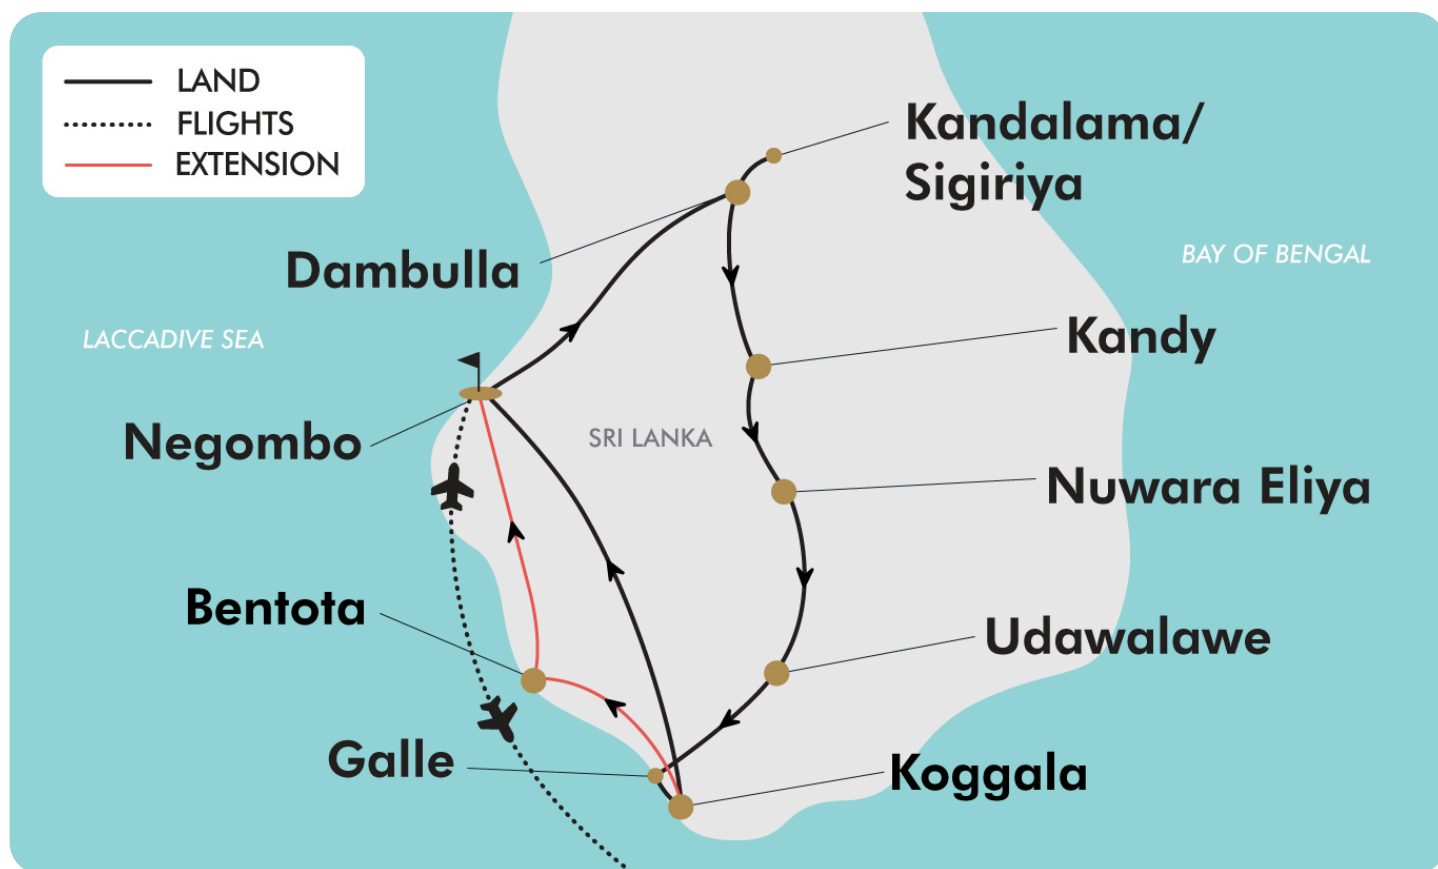 LAND
FLIGHTS
EXTENSION
Kandalama/
Sigiriya
BAY OF BENGAL
Dambulla
LACCADIVE SEA
Kandy
Negombo
SRI LANKA
Nuwara Eliya
Bentota
Udawalawe
Galle
Koggala